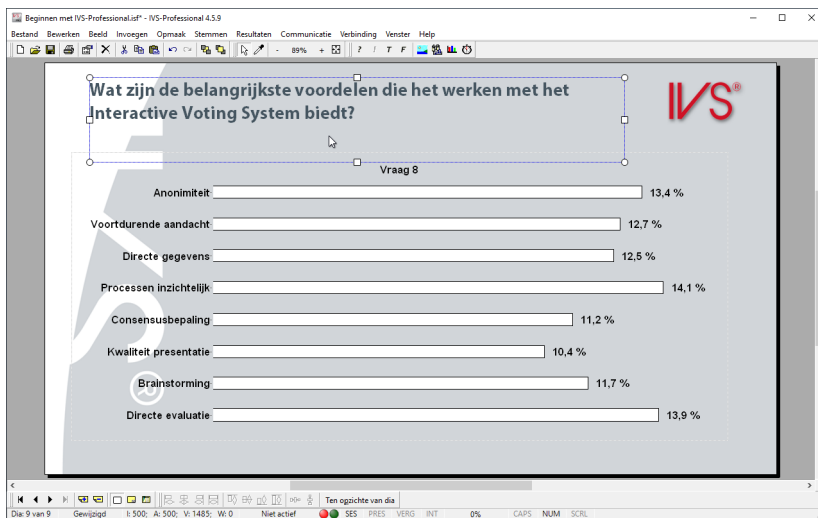 Beginnen met IVS-Professional.isf* - IVS-Professional 4.5.9
Bestand Bewerken Beeld Invoegen Opmaak Stemmen Resultaten Communicatie Verbinding Venster Help
- 89% + ? ! T F
Wat zijn de belangrijkste voordelen die het werken met het
Interactive Voting System biedt?
IVS®
Vraag 8
Anonimiteit 13,4 %
Voortdurende aandacht 12,7 %
Directe gegevens 12,5 %
Processen inzichtelijk 14,1 %
Consensusbepaling 11,2 %
Kwaliteit presentatie 10,4 %
Brainstorming 11,7 %
Directe evaluatie 13,9 %
®
Ten opzichte van dia
Dia: 9 van 9 Gewijzigd I: 500; A: 500; V: 1485; W: 0 Niet actief SES PRES VERG INT 0% CAPS NUM SCRL